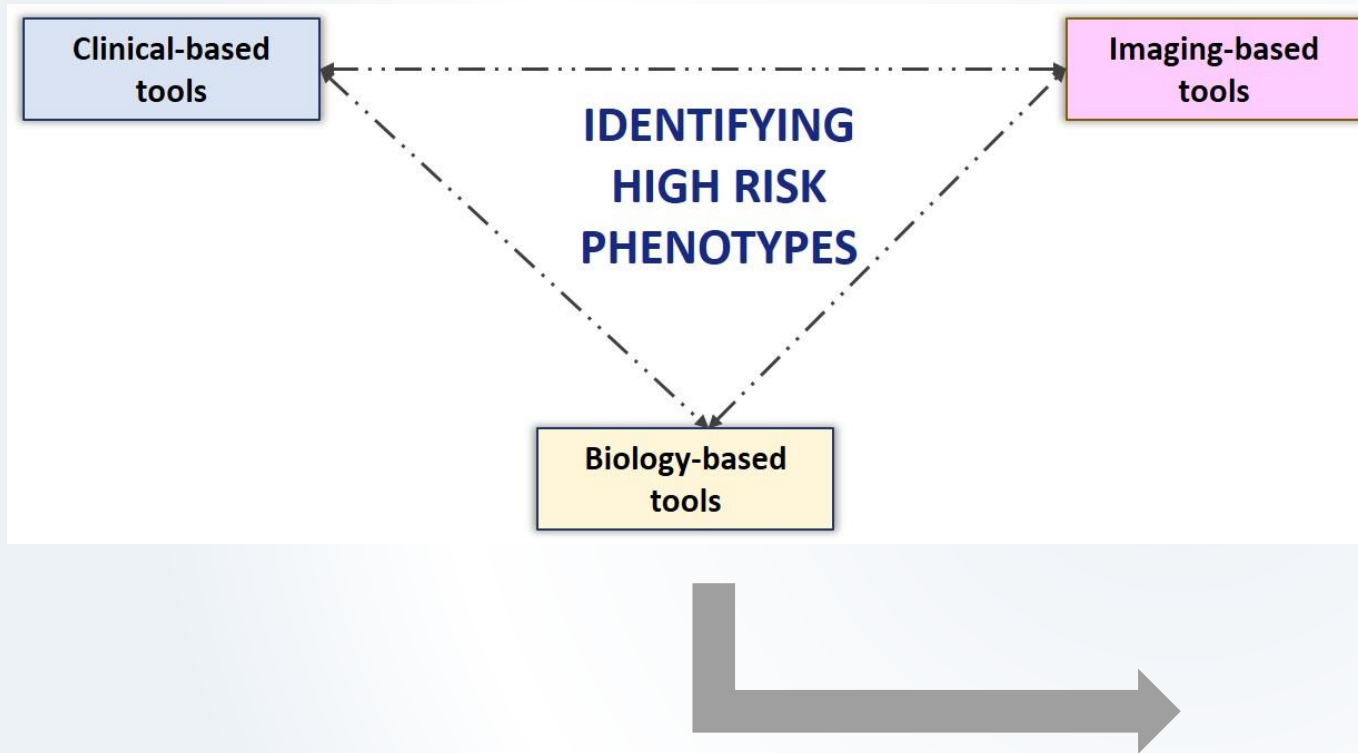 Clinical-based
tools
Imaging-based
tools
IDENTIFYING
HIGH RISK
PHENOTYPES
Biology-based
tools